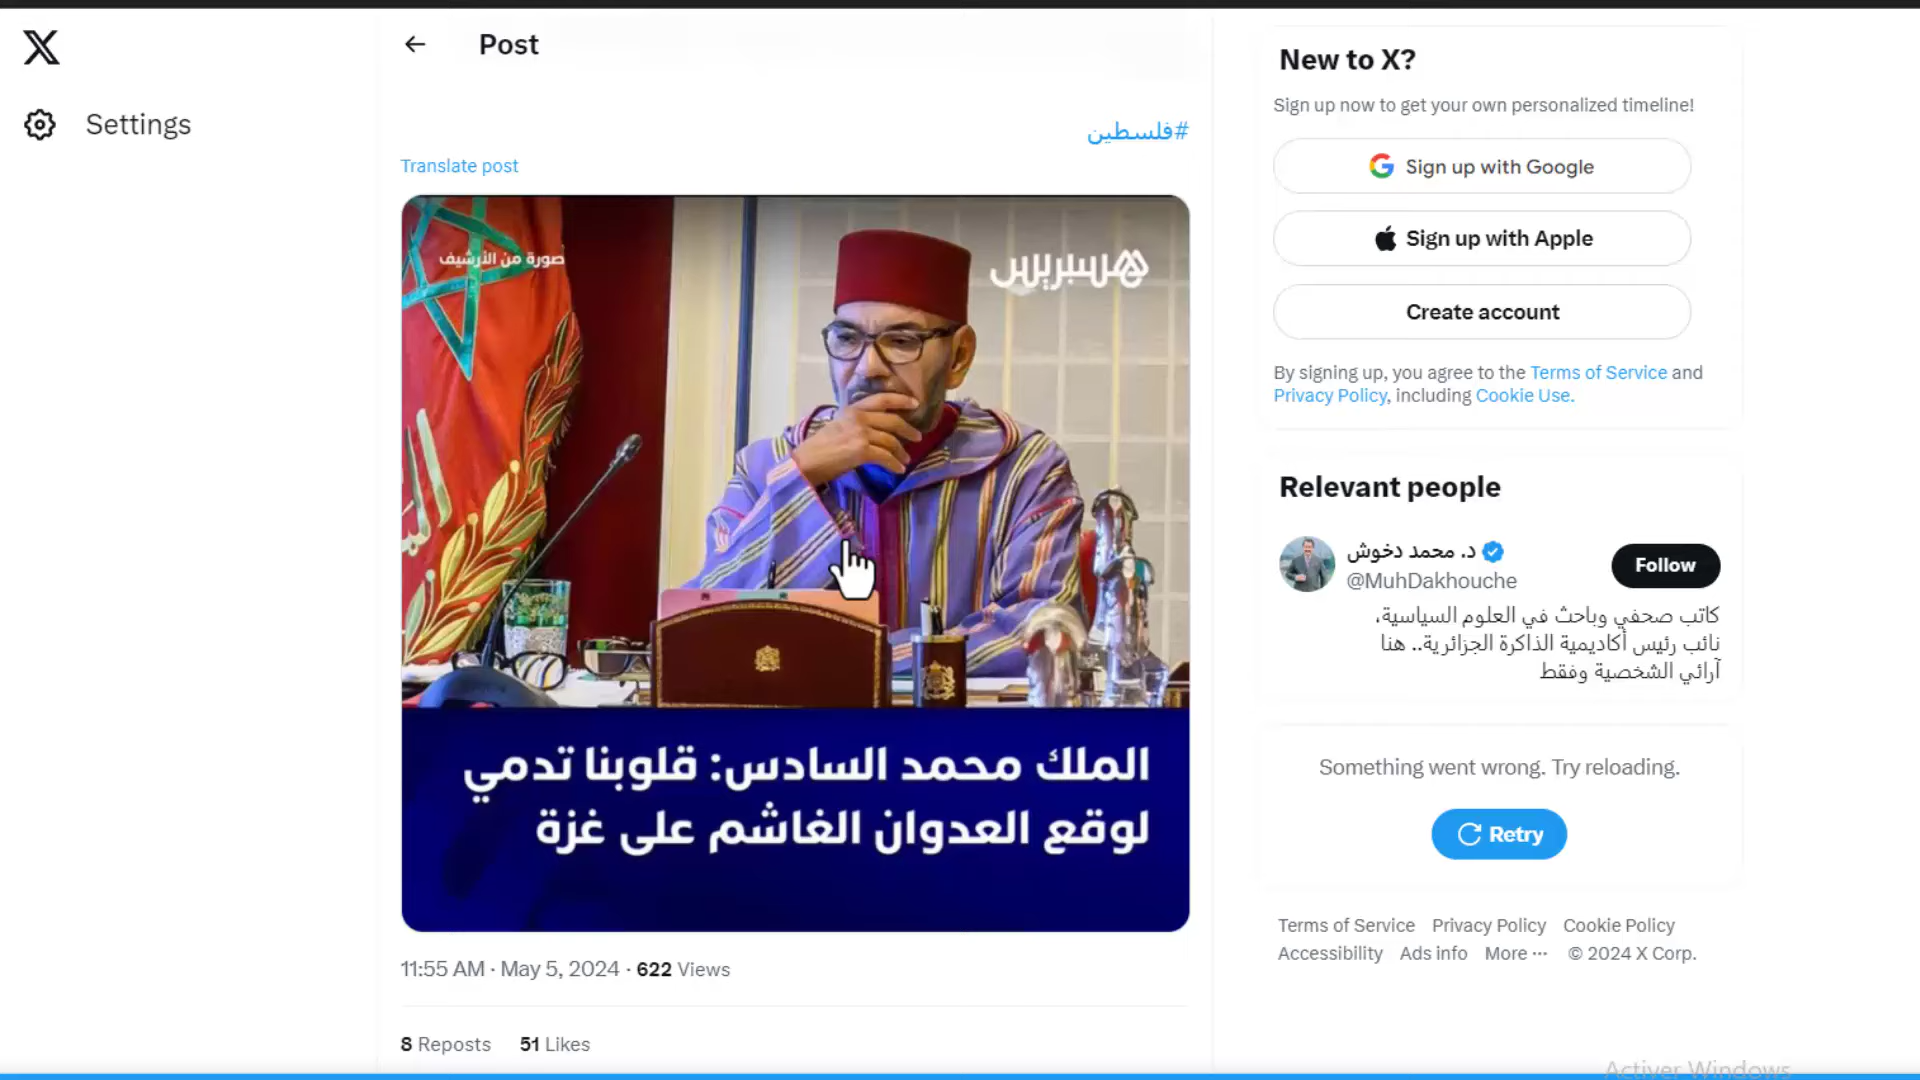 Post
Settings
#فلسطين
Translate post
صورة من الأرشيف
هسبريس
الملك محمد السادس: قلوبنا تدمي
لوقع العدوان الغاشم على غزة
11:55 AM · May 5, 2024 · 622 Views
8 Reposts 51 Likes
New to X?
Sign up now to get your own personalized timeline!
Sign up with Google
Sign up with Apple
Create account
By signing up, you agree to the Terms of Service and
Privacy Policy, including Cookie Use.
Relevant people
د. محمد دخوش
@MuhDakhouche
Follow
كاتب صحفي وباحث في العلوم السياسية،
نائب رئيس أكاديمية الذاكرة الجزائرية.. هنا
آرائي الشخصية وفقط
Something went wrong. Try reloading.
Retry
Terms of Service Privacy Policy Cookie Policy
Accessibility Ads info More ··· © 2024 X Corp.
Activer Windows